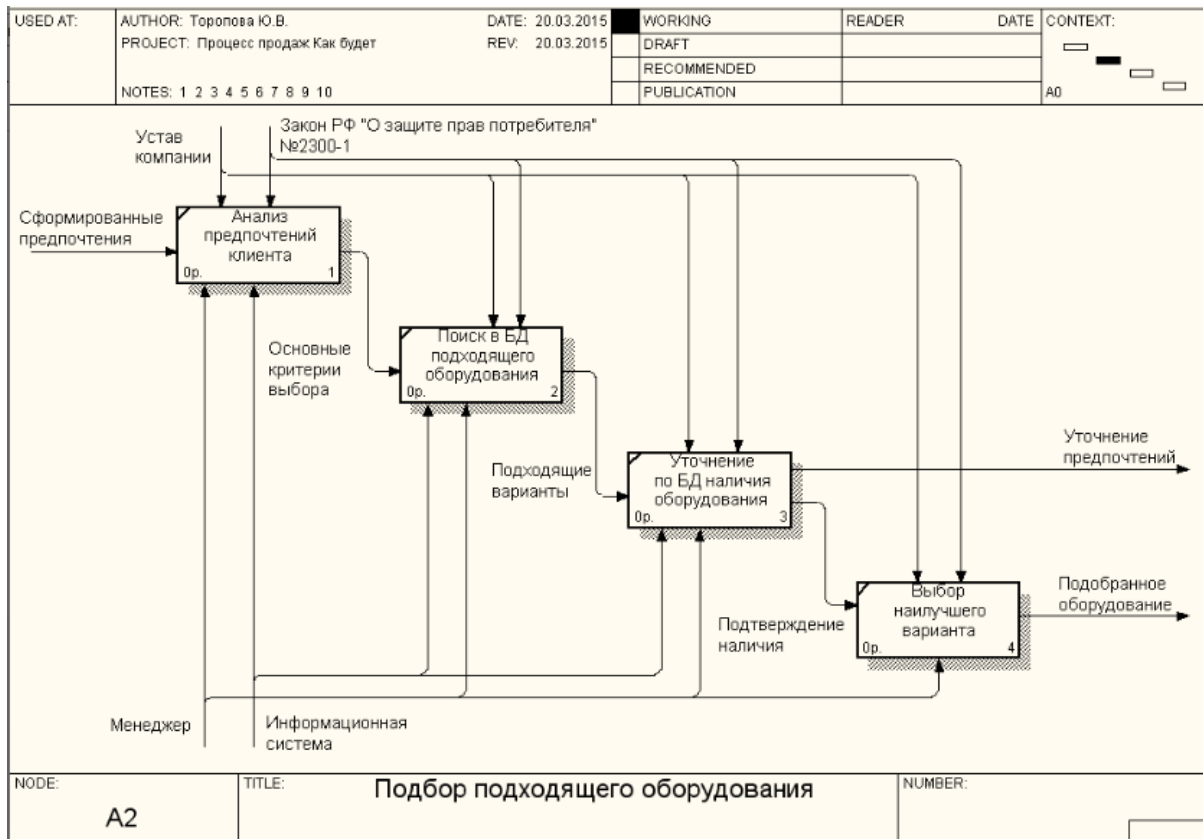 USED AT:
AUTHOR: Торопова Ю.В.
DATE: 20.03.2015
WORKING
READER
DATE
CONTEXT:
PROJECT: Процесс продаж Как будет
REV: 20.03.2015
DRAFT
RECOMMENDED
NOTES: 1 2 3 4 5 6 7 8 9 10
PUBLICATION
A0
Устав
компании
Закон РФ "О защите прав потребителя"
№2300-1
Сформированные
предпочтения
Анализ
предпочтений
клиента
0р.
1
Основные
критерии
выбора
Поиск в БД
подходящего
оборудования
0р.
2
Подходящие
варианты
Уточнение
по БД наличия
оборудования
0р.
3
Уточнение
предпочтений
Подтверждение
наличия
Выбор
наилучшего
варианта
0р.
4
Подобранное
оборудование
Менеджер
Информационная
система
NODE:
A2
TITLE:
Подбор подходящего оборудования
NUMBER: